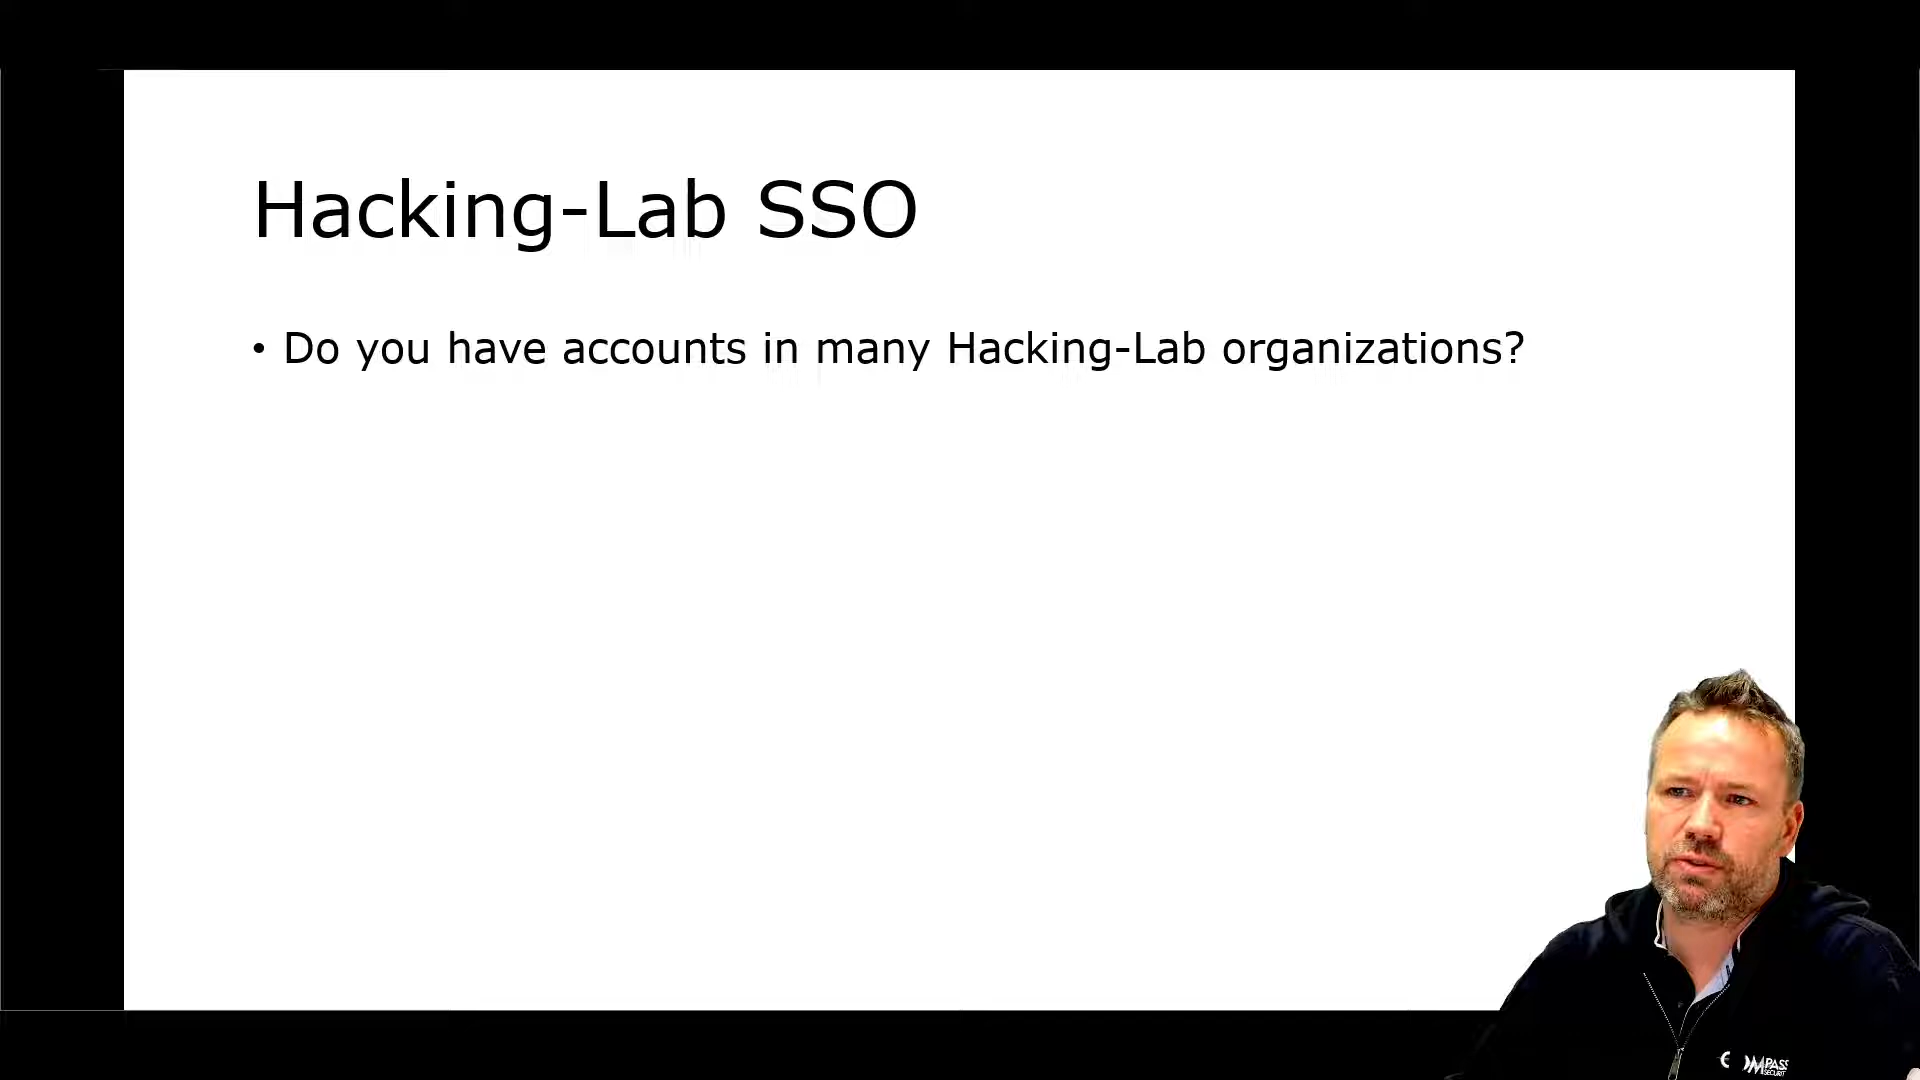 Hacking-Lab SSO
• Do you have accounts in many Hacking-Lab organizations?